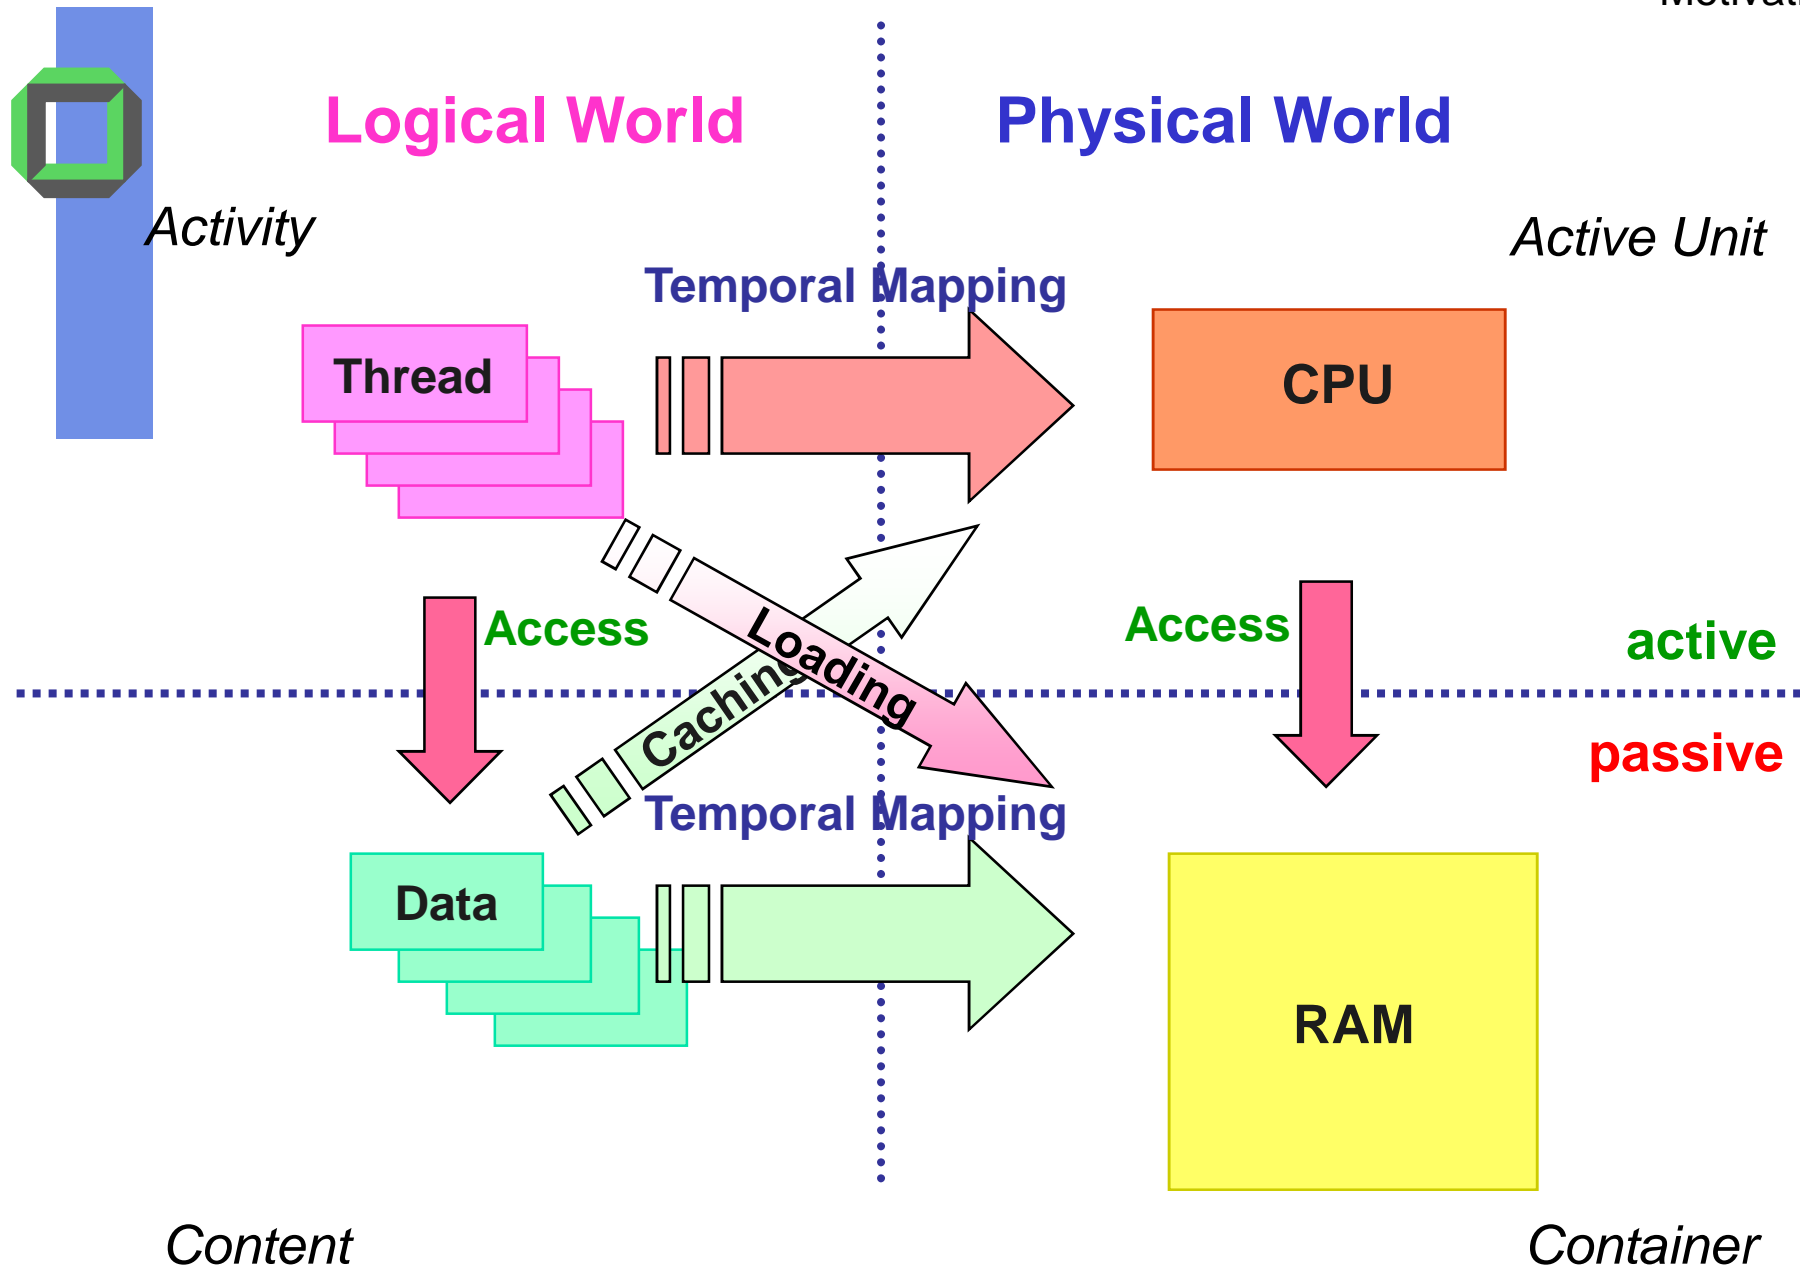 Logical World
Physical World
Activity
Active Unit
Temporal Mapping
Thread
CPU
Access
Access
Loading
Caching
active
passive
Temporal Mapping
Data
RAM
Content
Container